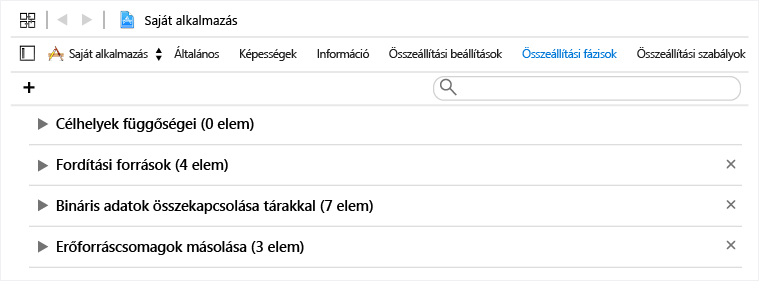 Saját alkalmazás
Saját alkalmazás Általános Képességek Információ Összeállítási beállítások Összeállítási fázisok Összeállítási szabályok
Célhelyek függőségei (0 elem)
Fordítási források (4 elem)
Bináris adatok összekapcsolása tárakkal (7 elem)
Erőforráscsomagok másolása (3 elem)